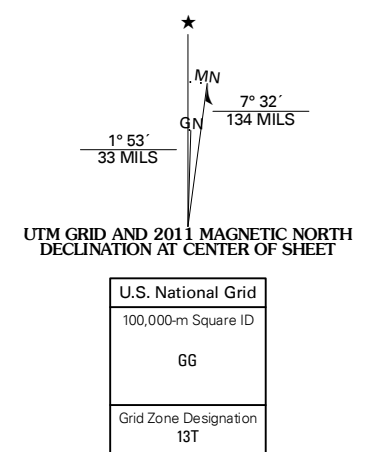 ★
MN
7° 32´
134 MILS
GN
1° 53´
33 MILS
UTM GRID AND 2011 MAGNETIC NORTH
DECLINATION AT CENTER OF SHEET
U.S. National Grid
100,000-m Square ID
GG
Grid Zone Designation
13T